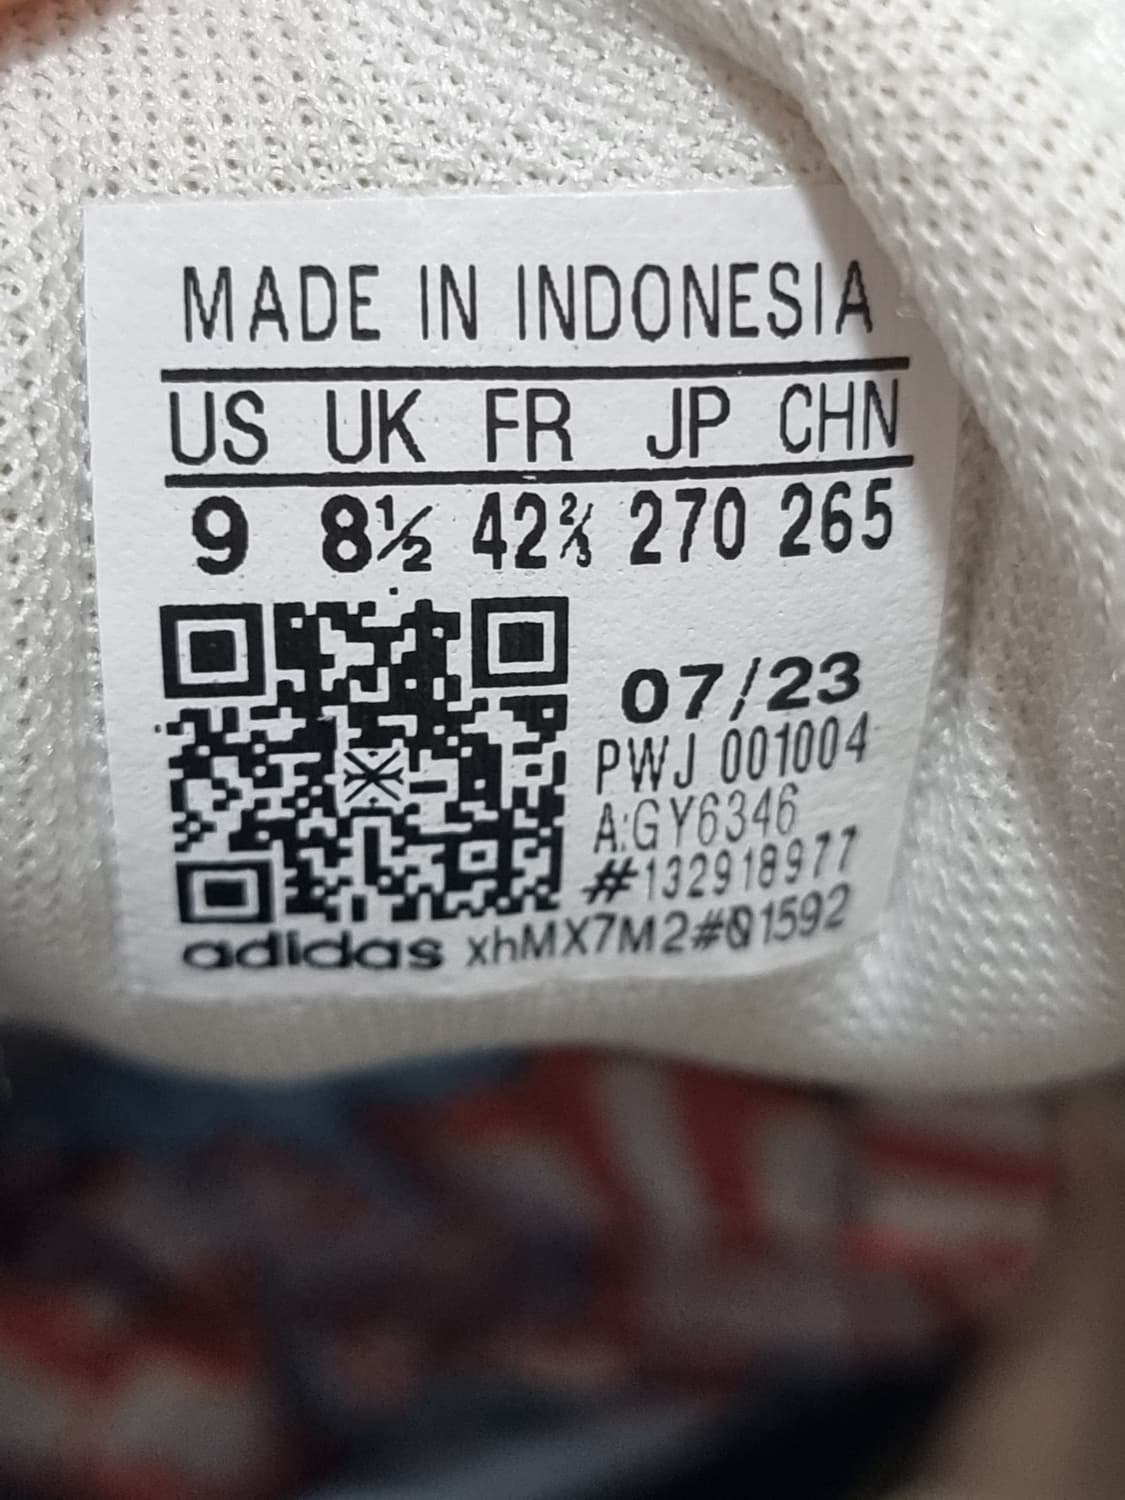 MADE IN INDONESIA
US UK FR JP CHN
9 8½ 42⅔ 270 265
07/23
PWJ 001004
A:GY6346
#132918977
adidas xhMX7M2#01592